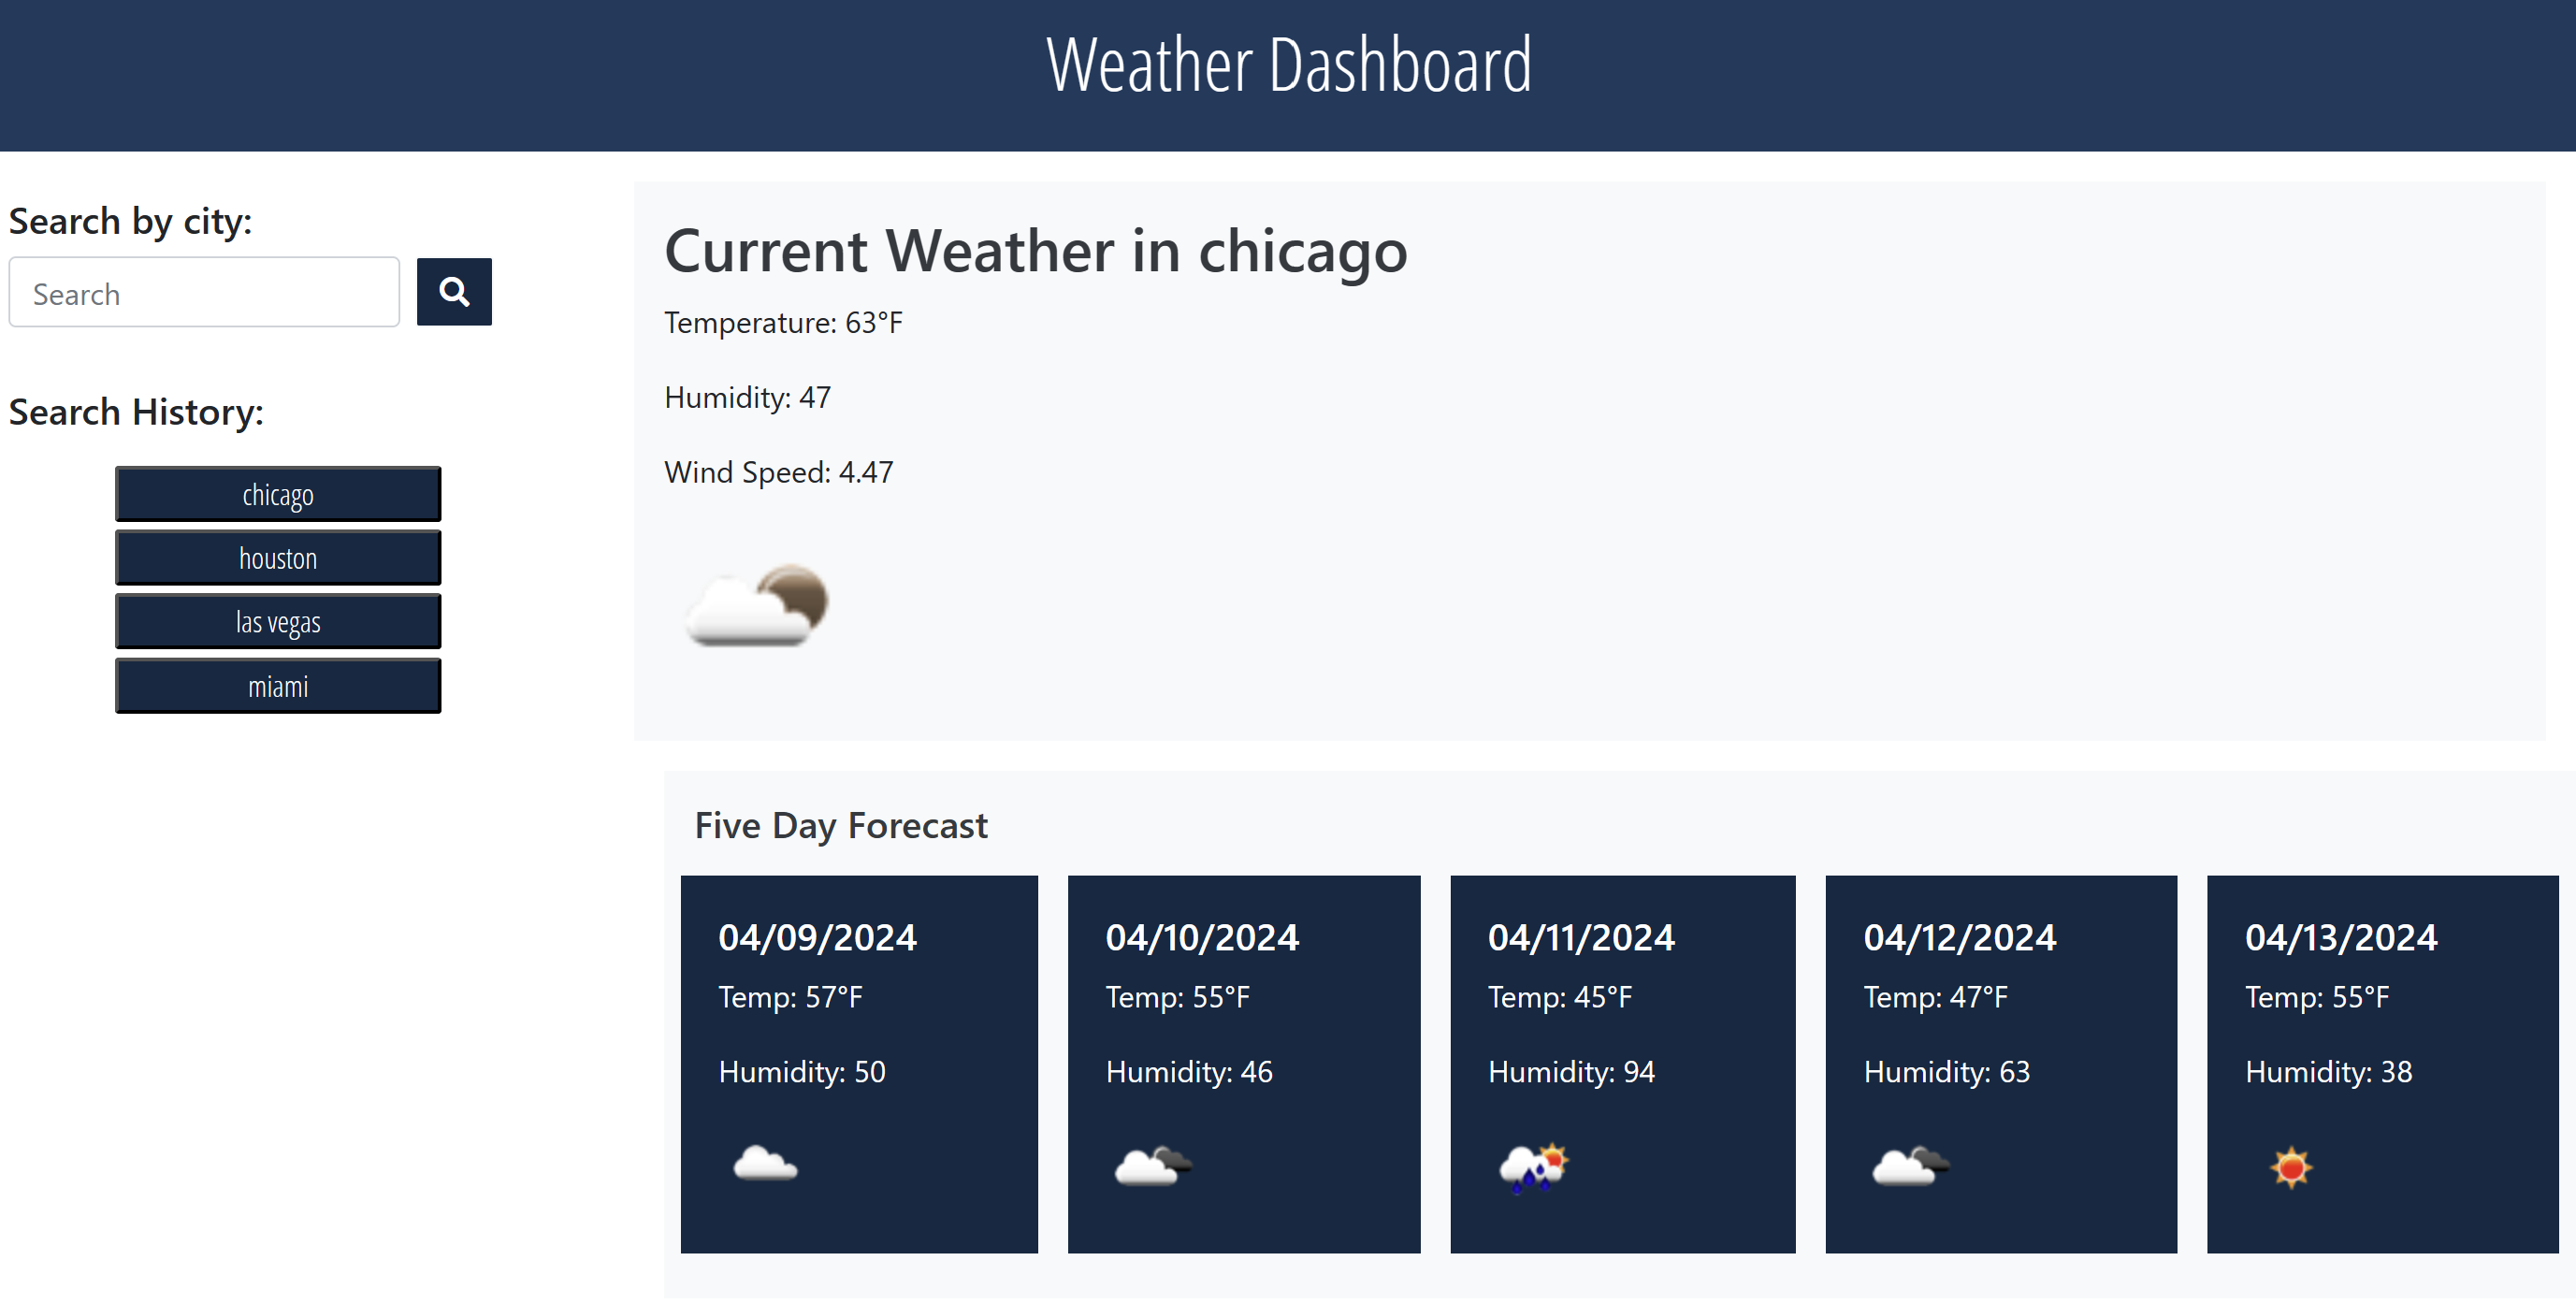 Weather Dashboard
Search by city:
Search
Search History:
chicago
houston
las vegas
miami
Current Weather in chicago
Temperature: 63°F
Humidity: 47
Wind Speed: 4.47
Five Day Forecast
04/09/2024
Temp: 57°F
Humidity: 50
04/10/2024
Temp: 55°F
Humidity: 46
04/11/2024
Temp: 45°F
Humidity: 94
04/12/2024
Temp: 47°F
Humidity: 63
04/13/2024
Temp: 55°F
Humidity: 38